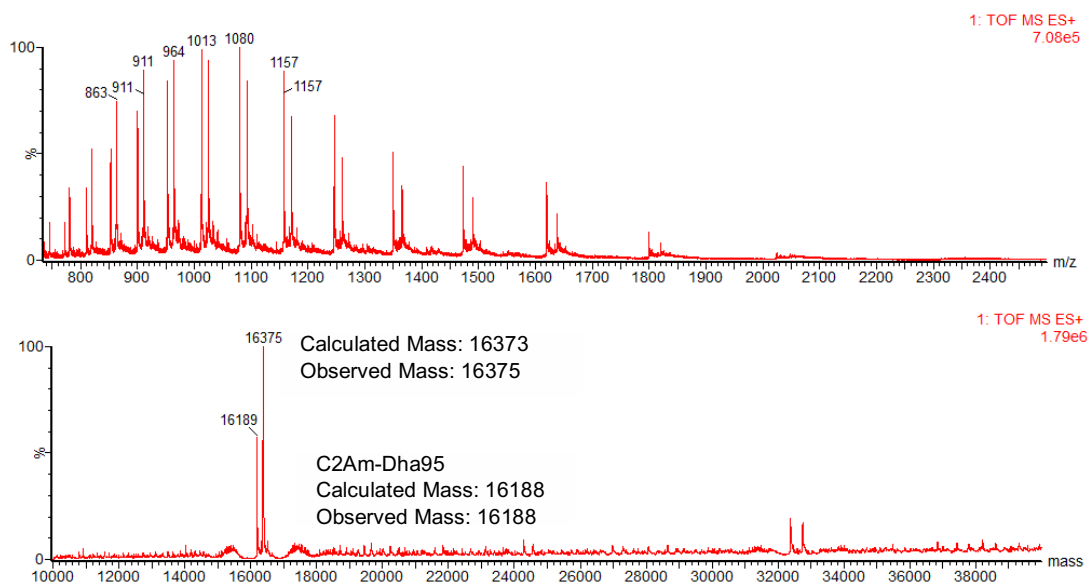 1: TOF MS ES+
7.08e5
100
%
0
863
911
911
964
1013
1080
1157
1157
800 900 1000 1100 1200 1300 1400 1500 1600 1700 1800 1900 2000 2100 2200 2300 2400
m/z
1: TOF MS ES+
1.79e6
100
%
0
16375
16189
Calculated Mass: 16373
Observed Mass: 16375
C2Am-Dha95
Calculated Mass: 16188
Observed Mass: 16188
10000 12000 14000 16000 18000 20000 22000 24000 26000 28000 30000 32000 34000 36000 38000
mass